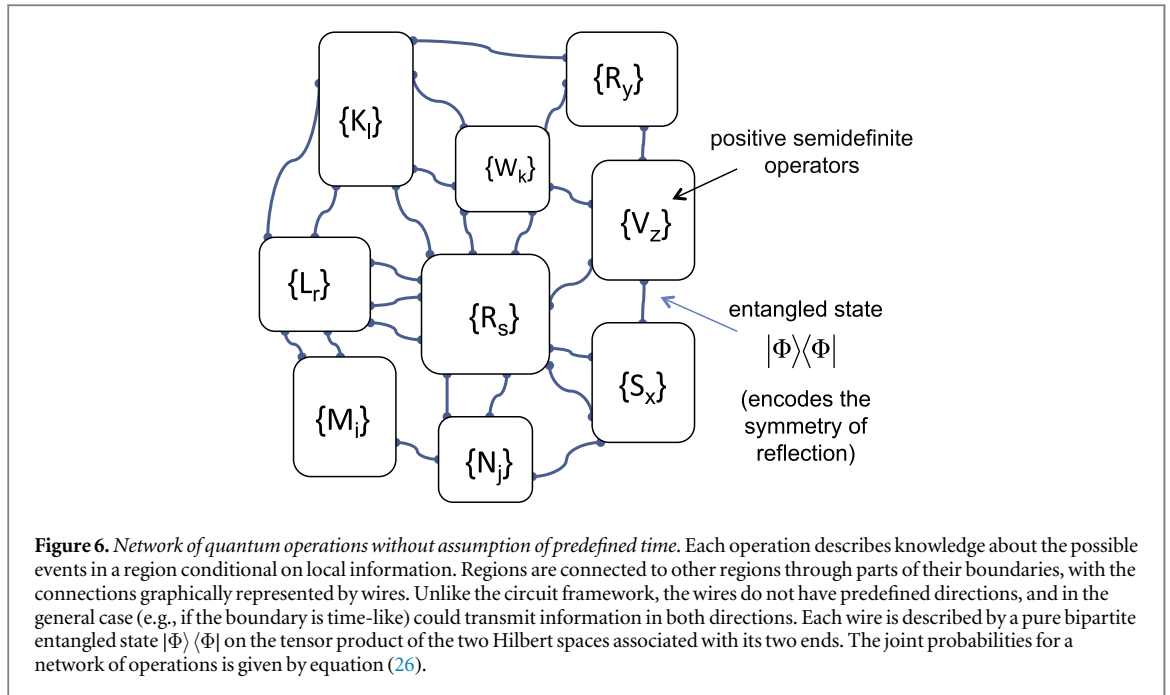 {K_l}
{R_y}
{W_k}
positive semidefinite
operators
{V_z}
{L_r}
{R_s}
entangled state
|Φ⟩⟨Φ|
{S_x}
(encodes the
symmetry of
reflection)
{M_i}
{N_j}
Figure 6. Network of quantum operations without assumption of predefined time. Each operation describes knowledge about the possible
events in a region conditional on local information. Regions are connected to other regions through parts of their boundaries, with the
connections graphically represented by wires. Unlike the circuit framework, the wires do not have predefined directions, and in the
general case (e.g., if the boundary is time-like) could transmit information in both directions. Each wire is described by a pure bipartite
entangled state |Φ⟩ ⟨Φ| on the tensor product of the two Hilbert spaces associated with its two ends. The joint probabilities for a
network of operations is given by equation (26).